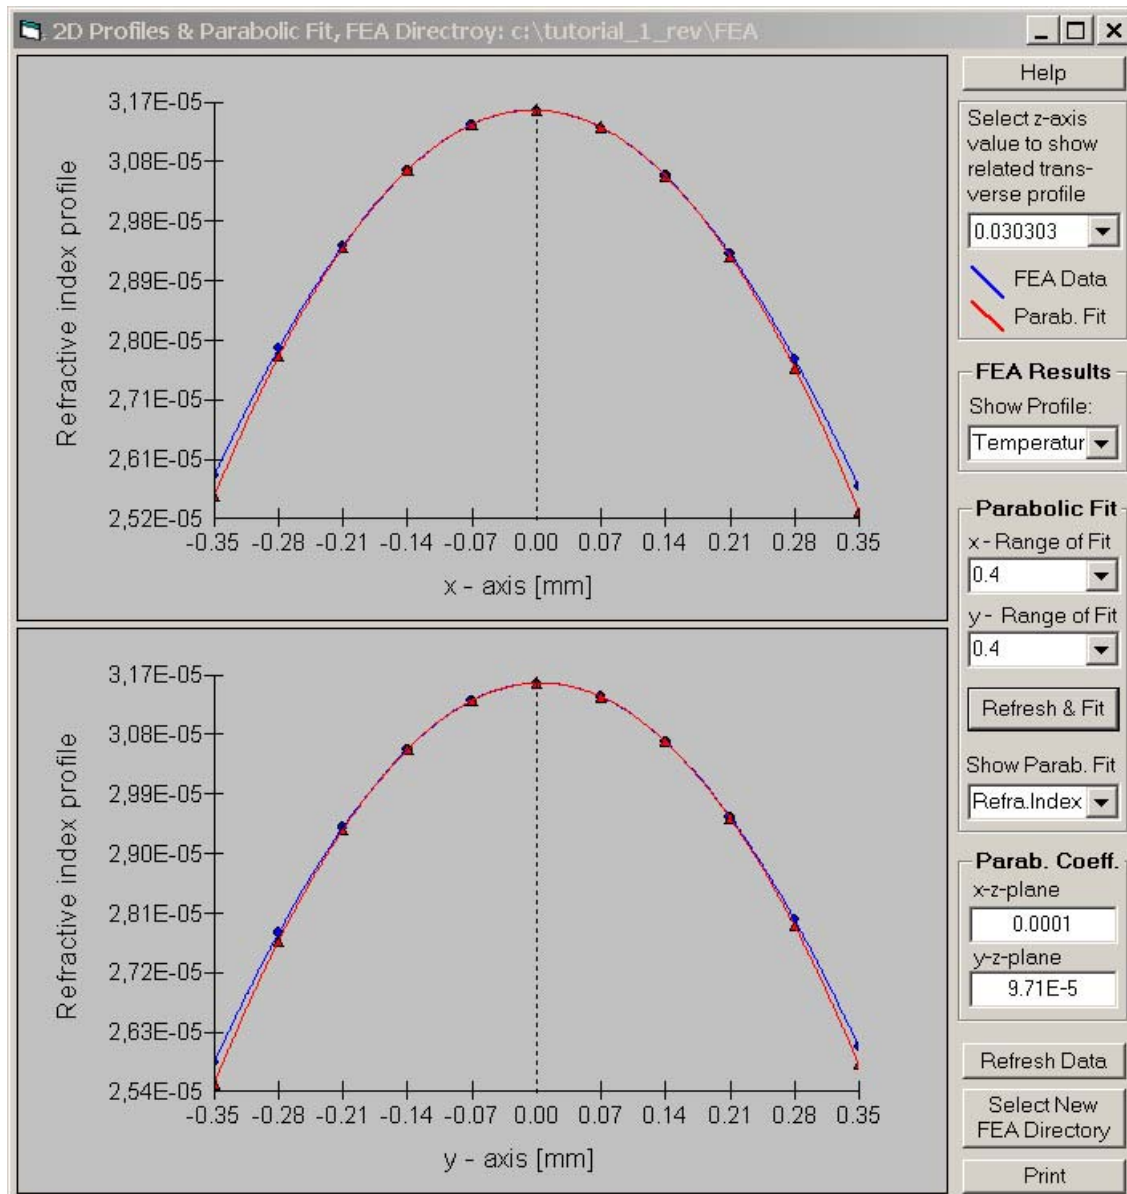 2D Profiles & Parabolic Fit, FEA Directroy: c:\tutorial_1_rev\FEA
Refractive index profile
3,17E-05
3,08E-05
2,98E-05
2,89E-05
2,80E-05
2,71E-05
2,61E-05
2,52E-05
-0.35 -0.28 -0.21 -0.14 -0.07 0.00 0.07 0.14 0.21 0.28 0.35
x - axis [mm]
Refractive index profile
3,17E-05
3,08E-05
2,99E-05
2,90E-05
2,81E-05
2,72E-05
2,63E-05
2,54E-05
-0.35 -0.28 -0.21 -0.14 -0.07 0.00 0.07 0.14 0.21 0.28 0.35
y - axis [mm]
Help
Select z-axis
value to show
related trans-
verse profile
0.030303
FEA Data
Parab. Fit
FEA Results
Show Profile:
Temperatur
Parabolic Fit
x - Range of Fit
0.4
y - Range of Fit
0.4
Refresh & Fit
Show Parab. Fit
Refra.Index
Parab. Coeff.
x-z-plane
0.0001
y-z-plane
9.71E-5
Refresh Data
Select New
FEA Directory
Print